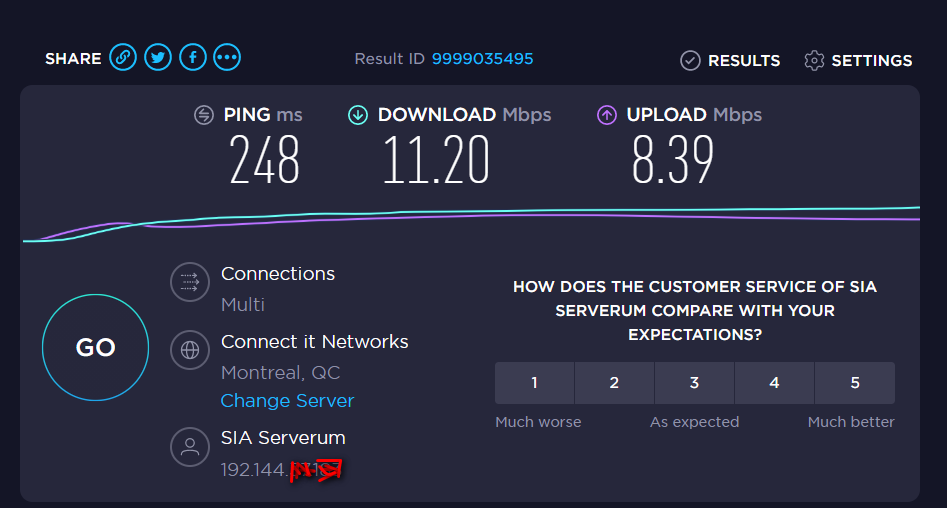 SHARE
Result ID 9999035495
RESULTS
SETTINGS
PING ms
DOWNLOAD Mbps
UPLOAD Mbps
248
11.20
8.39
GO
Connections
Multi
Connect it Networks
Montreal, QC
Change Server
SIA Serverum
192.144.
HOW DOES THE CUSTOMER SERVICE OF SIA
SERVERUM COMPARE WITH YOUR
EXPECTATIONS?
1
2
3
4
5
Much worse
As expected
Much better